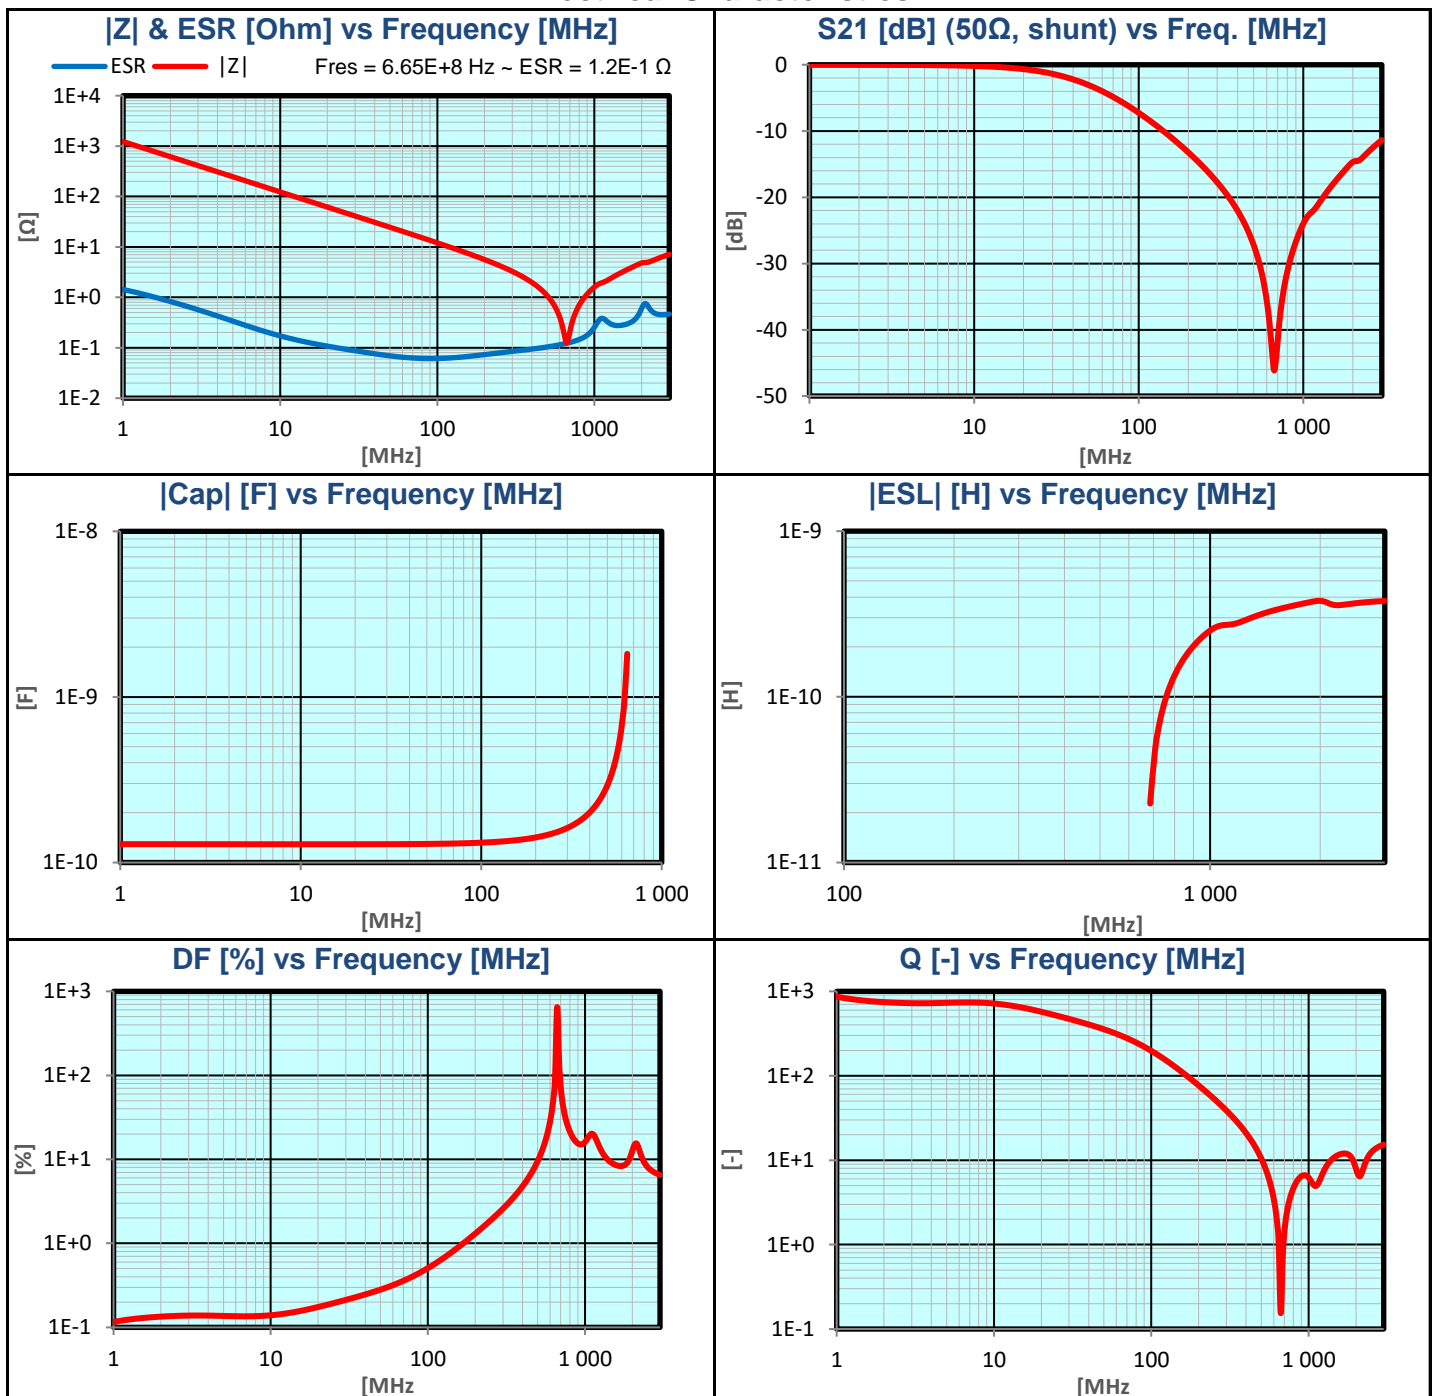 |Z| & ESR [Ohm] vs Frequency [MHz]
ESR |Z| Fres = 6.65E+8 Hz ~ ESR = 1.2E-1 Ω
1E+4
1E+3
1E+2
1E+1
1E+0
1E-1
1E-2
[Ω]
1 10 100 1000
[MHz]
S21 [dB] (50Ω, shunt) vs Freq. [MHz]
0
-10
-20
-30
-40
-50
[dB]
1 10 100 1 000
[MHz
|Cap| [F] vs Frequency [MHz]
1E-8
1E-9
1E-10
[F]
1 10 100 1 000
[MHz]
|ESL| [H] vs Frequency [MHz]
1E-9
1E-10
1E-11
[H]
100 1 000
[MHz]
DF [%] vs Frequency [MHz]
1E+3
1E+2
1E+1
1E+0
1E-1
[%]
1 10 100 1 000
[MHz
Q [-] vs Frequency [MHz]
1E+3
1E+2
1E+1
1E+0
1E-1
[-]
1 10 100 1 000
[MHz